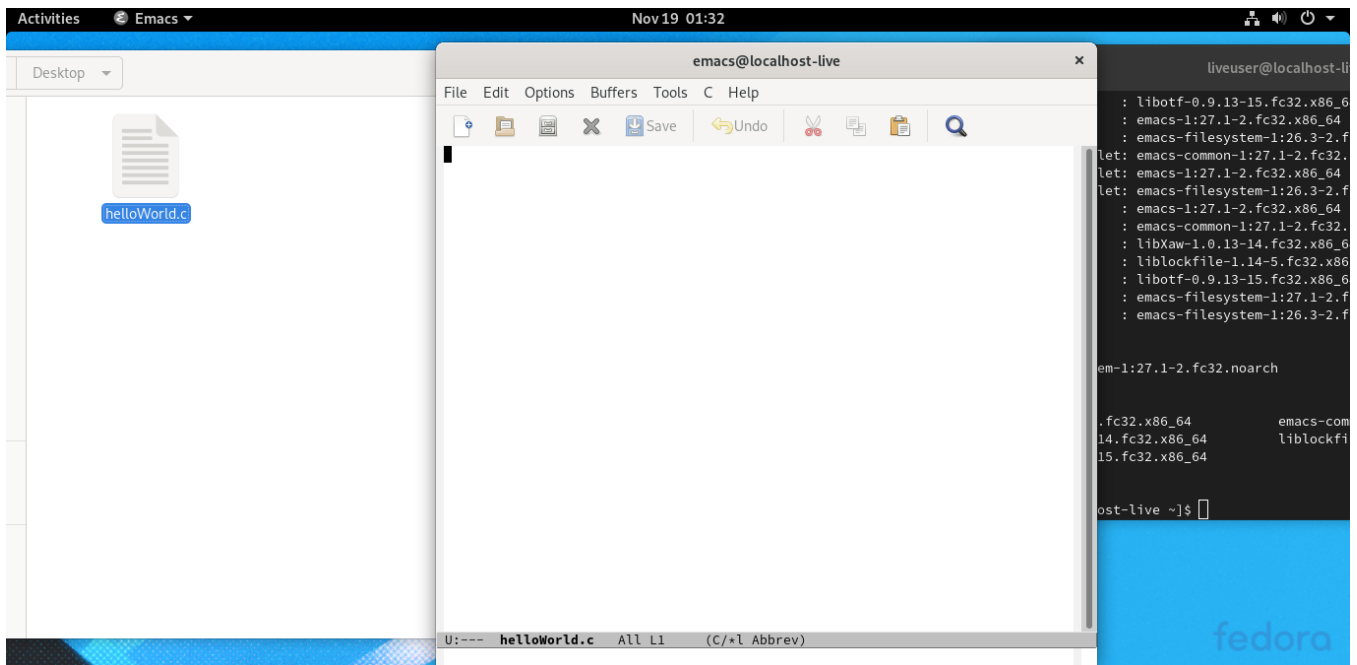 Activities Emacs Nov 19 01:32
Desktop
helloWorld.c
emacs@localhost-live
File Edit Options Buffers Tools C Help
Save Undo
U:--- helloWorld.c All L1 (C/*l Abbrev)
liveuser@localhost-li
: libotf-0.9.13-15.fc32.x86_6
: emacs-1:27.1-2.fc32.x86_64
: emacs-filesystem-1:26.3-2.f
let: emacs-common-1:27.1-2.fc32.
let: emacs-1:27.1-2.fc32.x86_64
let: emacs-filesystem-1:26.3-2.f
: emacs-1:27.1-2.fc32.x86_64
: emacs-common-1:27.1-2.fc32.
: libXaw-1.0.13-14.fc32.x86_6
: liblockfile-1.14-5.fc32.x86
: libotf-0.9.13-15.fc32.x86_6
: emacs-filesystem-1:27.1-2.f
: emacs-filesystem-1:26.3-2.f
em-1:27.1-2.fc32.noarch
.fc32.x86_64 emacs-com
14.fc32.x86_64 liblockfi
15.fc32.x86_64
ost-live ~]$
fedora